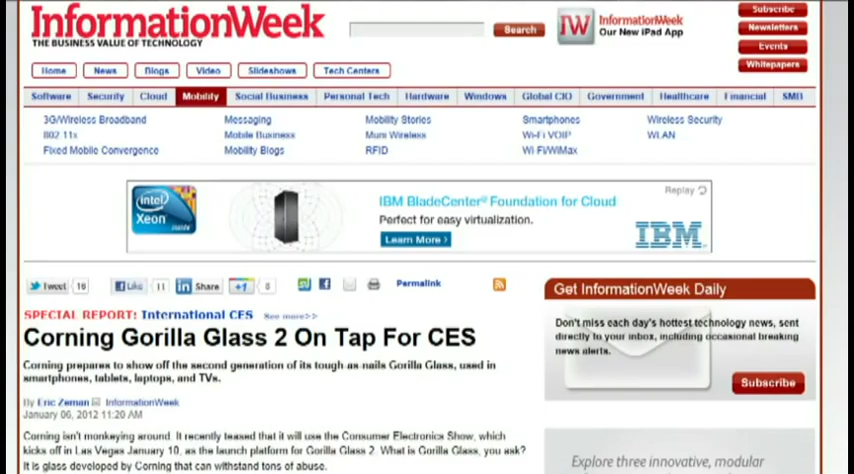 InformationWeek
THE BUSINESS VALUE OF TECHNOLOGY
Search
IW
InformationWeek
Our New iPad App
Subscribe
Newsletters
Events
Whitepapers
Home News Blogs Video Slideshows Tech Centers
Software Security Cloud Mobility Social Business Personal Tech Hardware Windows Global CIO Government Healthcare Financial SMB
3G/Wireless Broadband Messaging Mobility Stories Smartphones Wireless Security
802.11x Mobile Business Muni Wireless Wi-Fi VOIP WLAN
Fixed Mobile Convergence Mobility Blogs RFID Wi-Fi/WiMax
intel
Xeon
inside
IBM BladeCenter® Foundation for Cloud
Perfect for easy virtualization.
Learn More >
Replay
IBM
Tweet 16 Like 11 in Share +1 8 Permalink
SPECIAL REPORT: International CES See more>>
Corning Gorilla Glass 2 On Tap For CES
Corning prepares to show off the second generation of its tough-as-nails Gorilla Glass, used in
smartphones, tablets, laptops, and TVs.
By Eric Zeman InformationWeek
January 06, 2012 11:20 AM
Corning isn't monkeying around. It recently teased that it will use the Consumer Electronics Show, which
kicks off in Las Vegas January 10, as the launch platform for Gorilla Glass 2. What is Gorilla Glass, you ask?
It is glass developed by Corning that can withstand tons of abuse.
Get InformationWeek Daily
Don't miss each day's hottest technology news, sent
directly to your inbox, including occasional breaking
news alerts.
Subscribe
Explore three innovative, modular